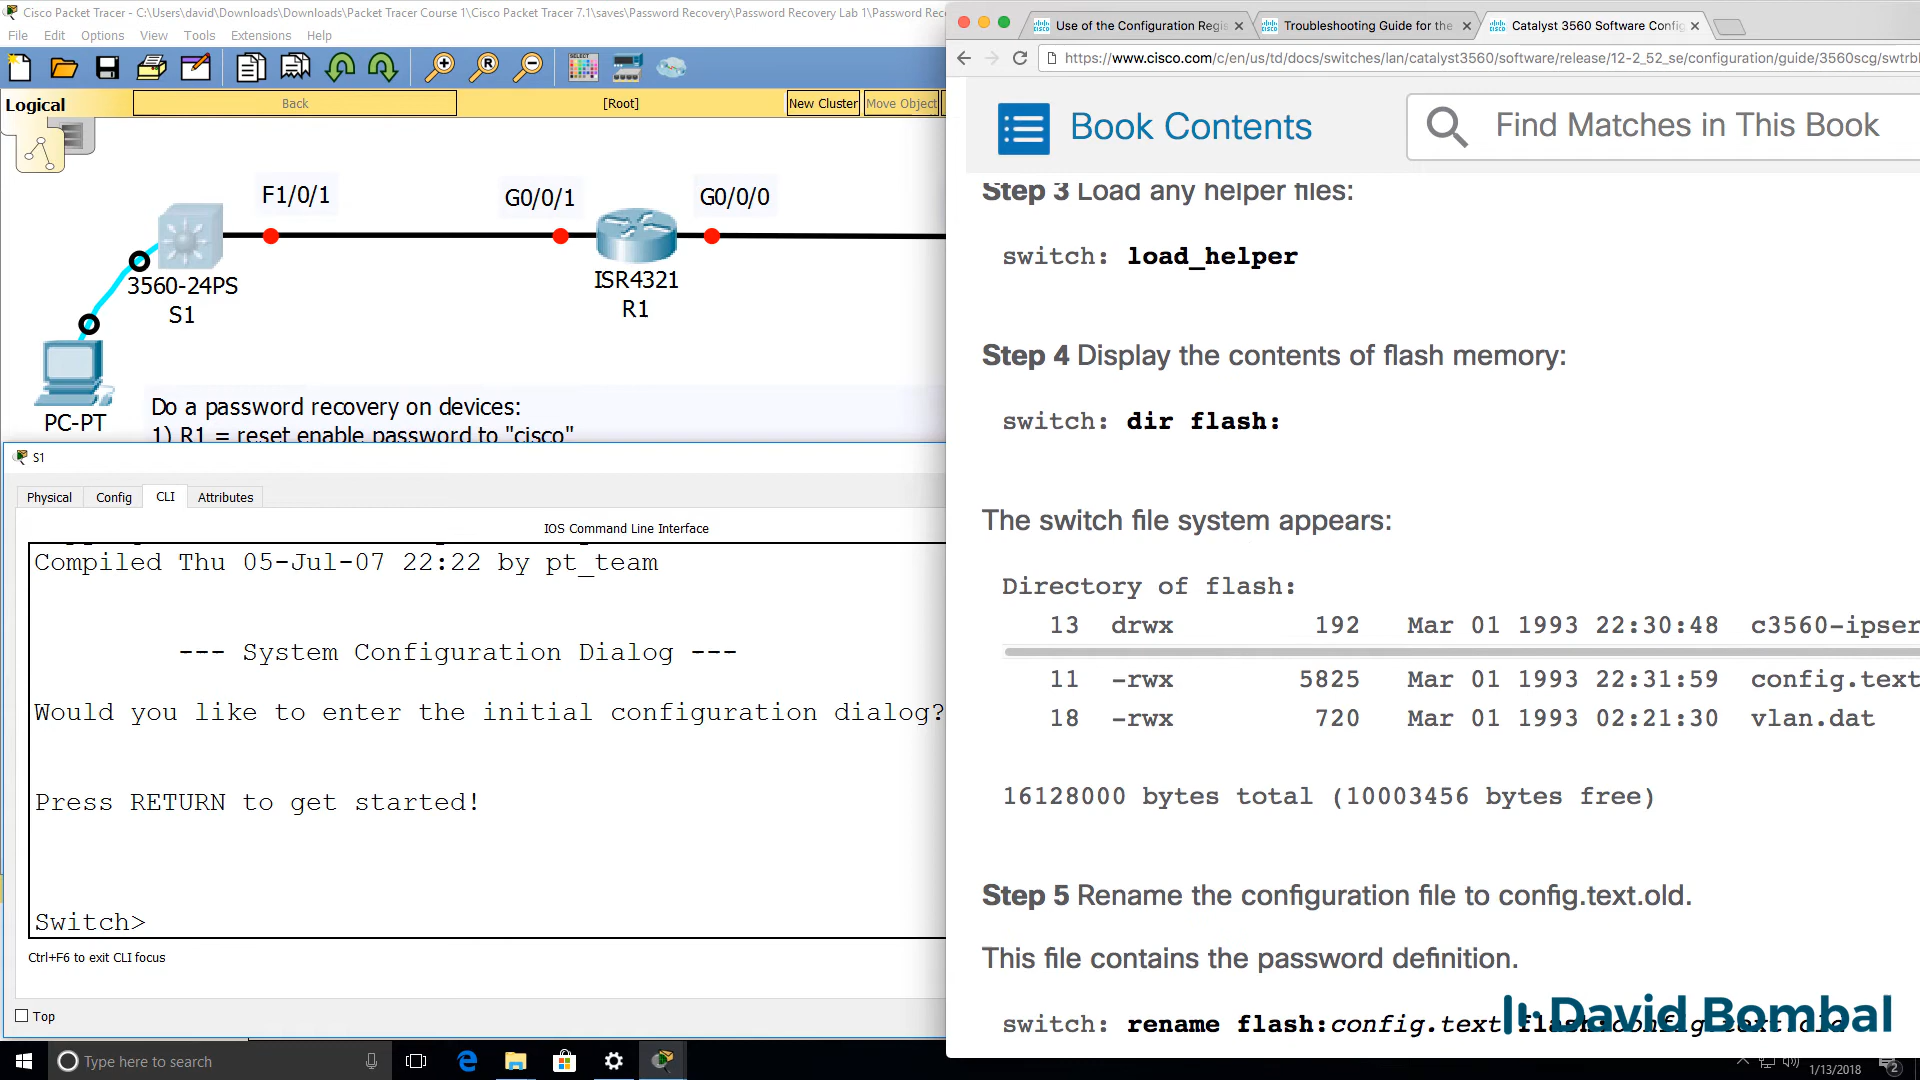 Cisco Packet Tracer - C:\Users\david\Downloads\Downloads\Packet Tracer Course 1\Cisco Packet Tracer 7.1\saves\Password Recovery\Password Recovery Lab 1\Password Reco
File Edit Options View Tools Extensions Help
Logical Back [Root] New Cluster Move Object
F1/0/1
G0/0/1
G0/0/0
3560-24PS
S1
ISR4321
R1
PC-PT
Do a password recovery on devices:
1) R1 = reset enable password to "cisco"
S1
Physical Config CLI Attributes
IOS Command Line Interface
Compiled Thu 05-Jul-07 22:22 by pt_team
--- System Configuration Dialog ---
Would you like to enter the initial configuration dialog?
Press RETURN to get started!
Switch>
Ctrl+F6 to exit CLI focus
Top
Use of the Configuration Regis
Troubleshooting Guide for the
Catalyst 3560 Software Config
https://www.cisco.com/c/en/us/td/docs/switches/lan/catalyst3560/software/release/12-2_52_se/configuration/guide/3560scg/swtrbl
Book Contents
Find Matches in This Book
Step 3 Load any helper files:
switch: load_helper
Step 4 Display the contents of flash memory:
switch: dir flash:
The switch file system appears:
Directory of flash:
13 drwx 192 Mar 01 1993 22:30:48 c3560-ipser
11 -rwx 5825 Mar 01 1993 22:31:59 config.text
18 -rwx 720 Mar 01 1993 02:21:30 vlan.dat
16128000 bytes total (10003456 bytes free)
Step 5 Rename the configuration file to config.text.old.
This file contains the password definition.
switch: rename flash:config.text flash:config.text.old
David Bombal
Type here to search
1/13/2018
2